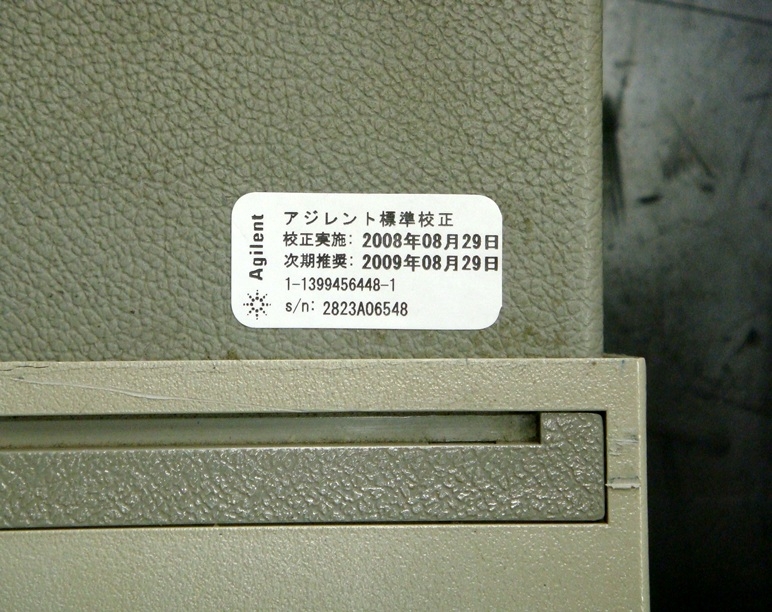 Agilent
アジレント標準校正
校正実施: 2008年08月29日
次期推奨: 2009年08月29日
1-1399456448-1
s/n: 2823A06548